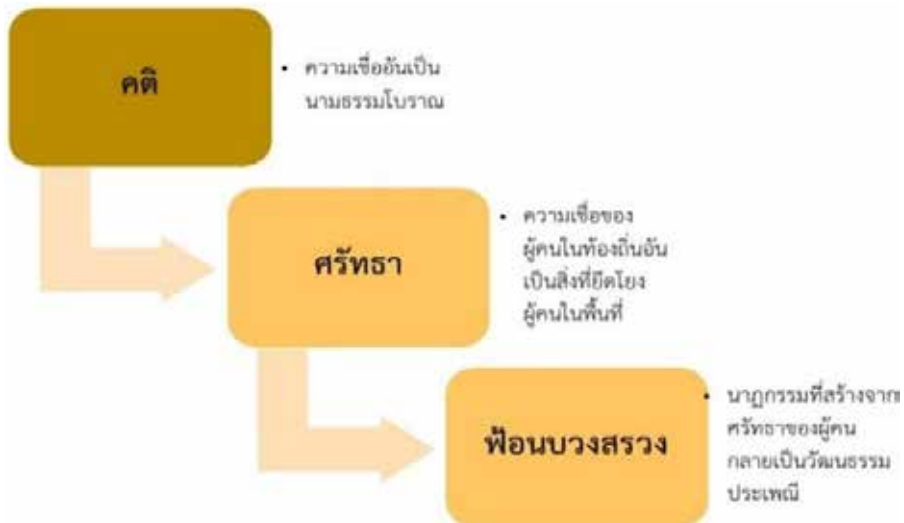 คติ
• ความเชื่ออันเป็น
นามธรรมโบราณ
ศรัทธา
• ความเชื่อของ
ผู้คนในท้องถิ่นอัน
เป็นสิ่งที่ยึดโยง
ผู้คนในพื้นที่
ฟ้อนบวงสรวง
• นาฏกรรมที่สร้างจาก
ศรัทธาของผู้คน
กลายเป็นวัฒนธรรม
ประเพณี